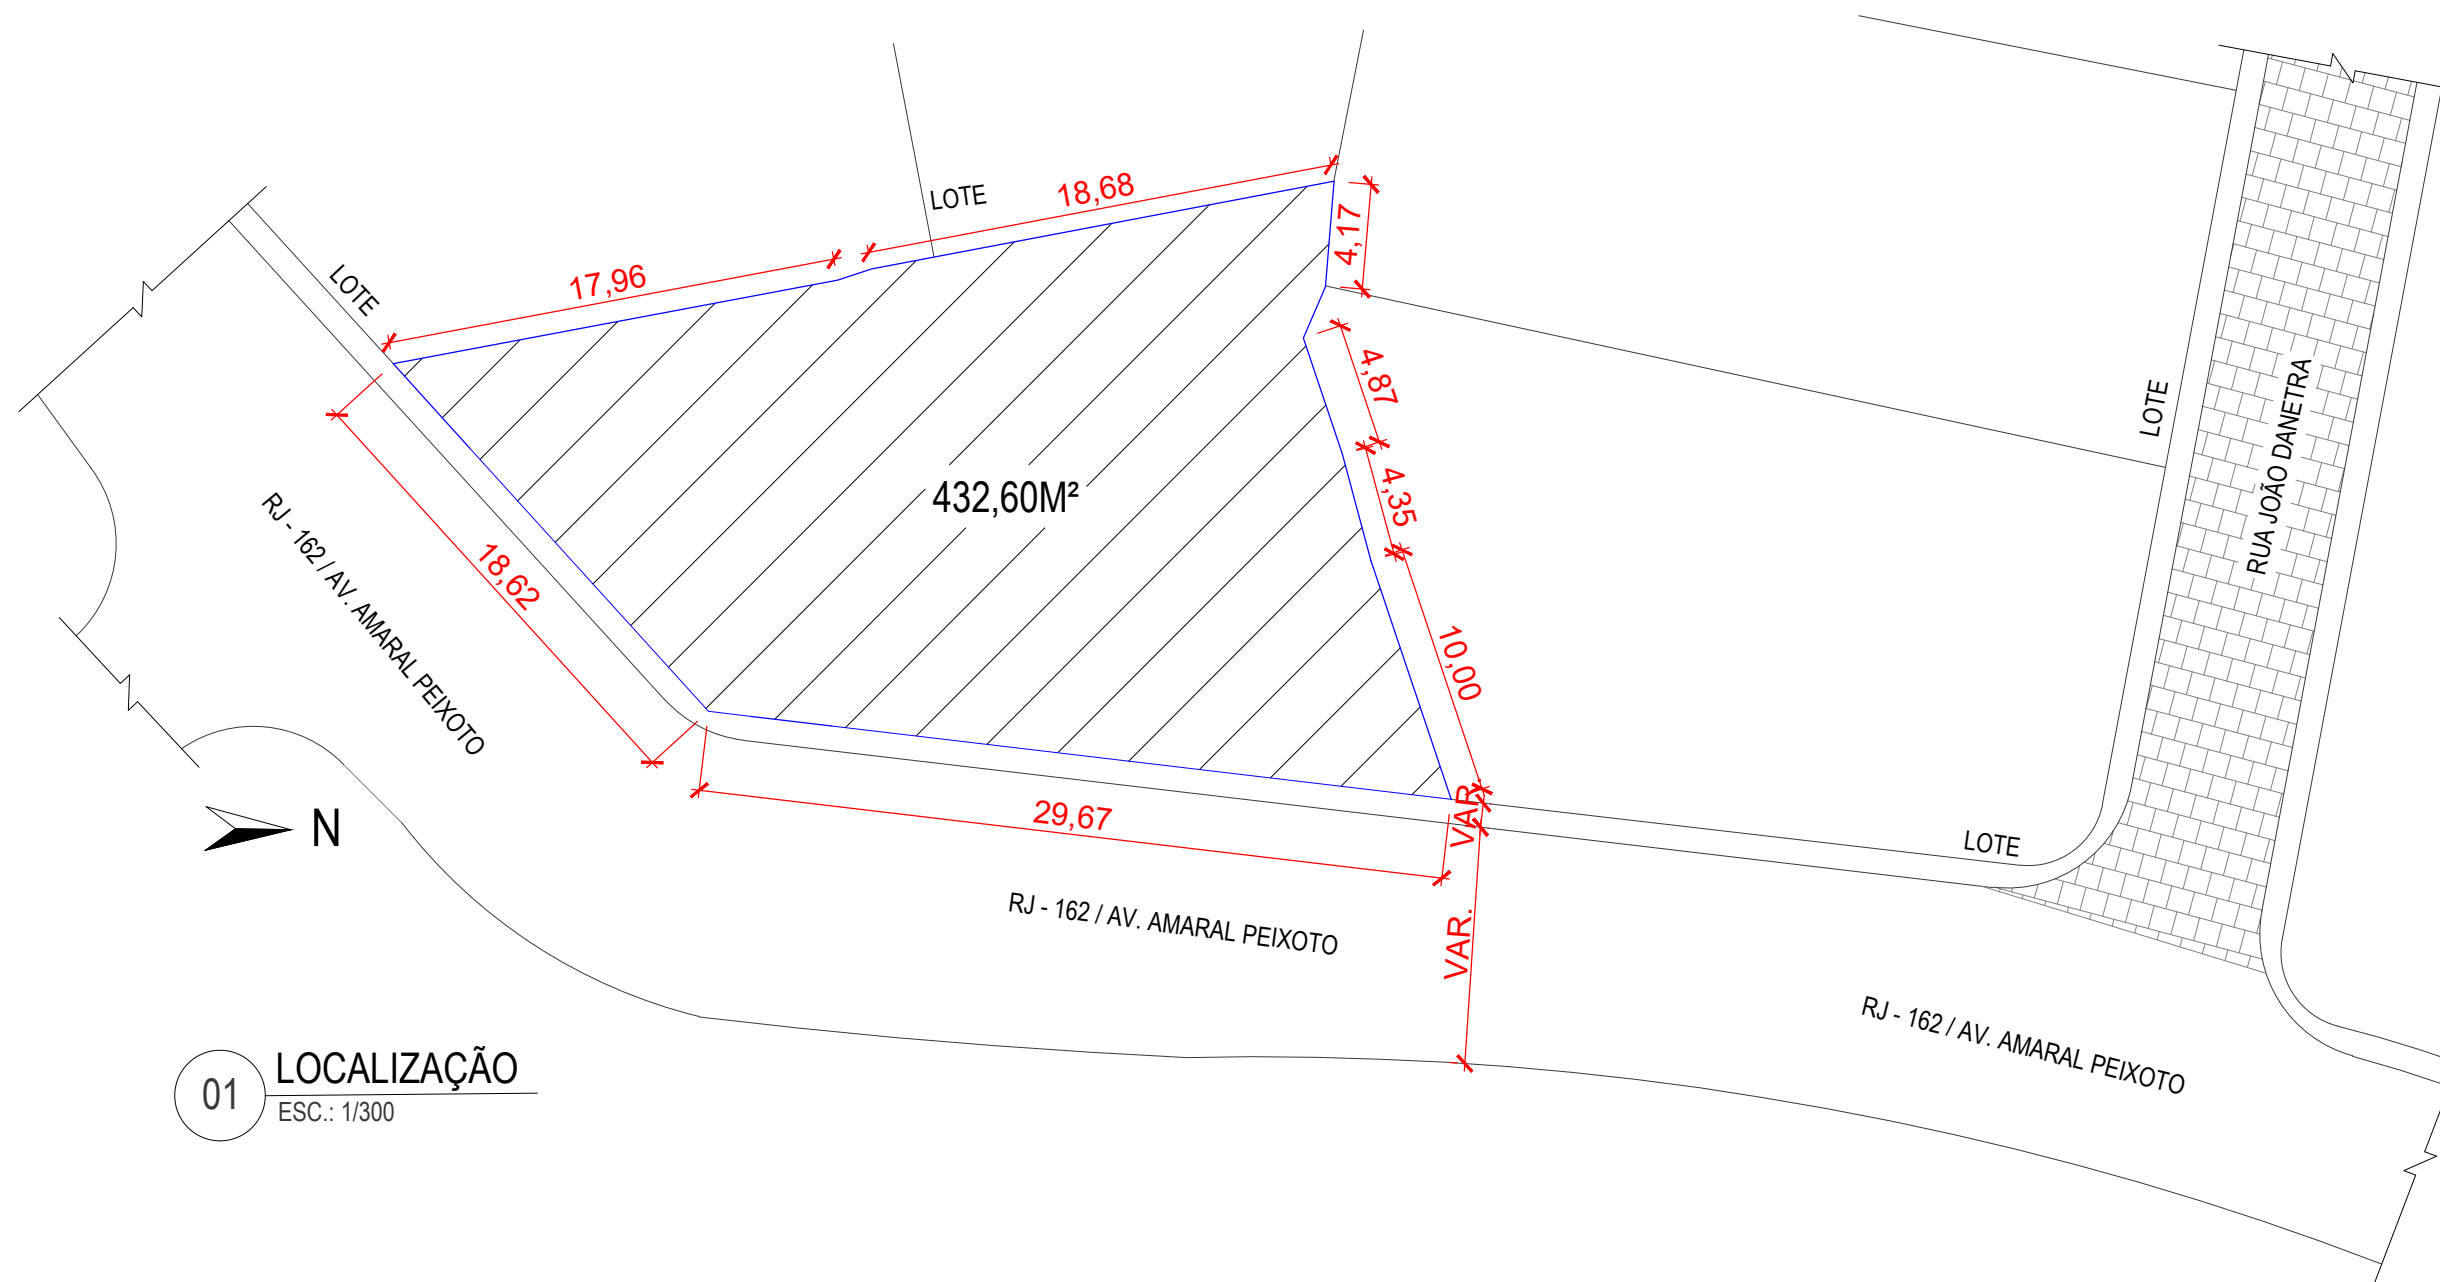 LOTE
18,68
4,17
17,96
LOTE
4,87
LOTE
RUA JOÃO DANETRA
4,35
432,60M²
18,62
RJ - 162 / AV. AMARAL PEIXOTO
10,00
VAR.
29,67
N
LOTE
VAR.
RJ - 162 / AV. AMARAL PEIXOTO
RJ - 162 / AV. AMARAL PEIXOTO
01
LOCALIZAÇÃO
ESC.: 1/300